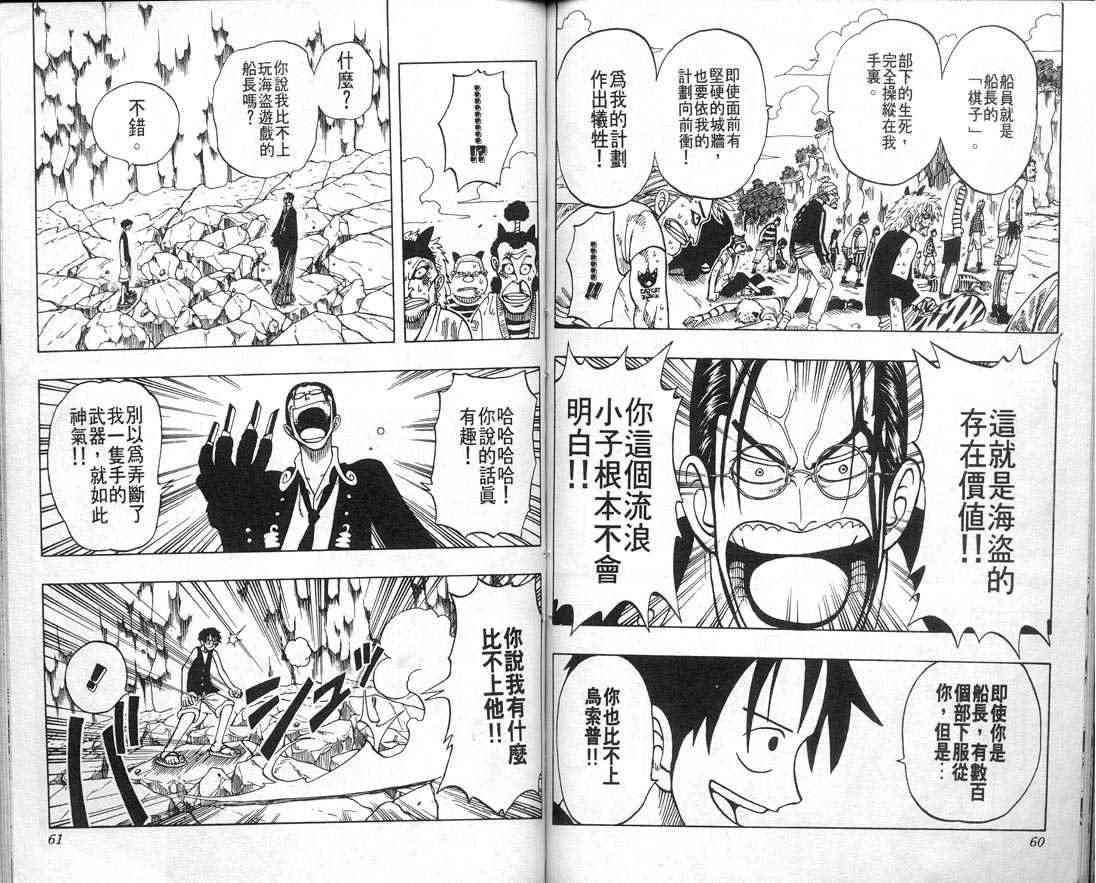 船員就是
船長的
「棋子」。
部下的生死，
完全操縱在我
手裏。
即使面前有
堅硬的城牆，
也要依我的
計劃向前衝！
爲我的計劃
作出犧牲！
這就是海盜的
存在價值!!
你這個流浪
小子根本不會
明白!!
即使你是
船長，有數百
個部下服從
你，但是…
你也比不上
烏索普!!
60
什麼？
你說我比不上
玩海盜遊戲的
船長嗎？
不錯。
哈哈哈哈！
你說的話眞
有趣！
別以爲弄斷了
我一隻手的
武器，就如此
神氣!!
你說我有什麼
比不上他!!
！
61